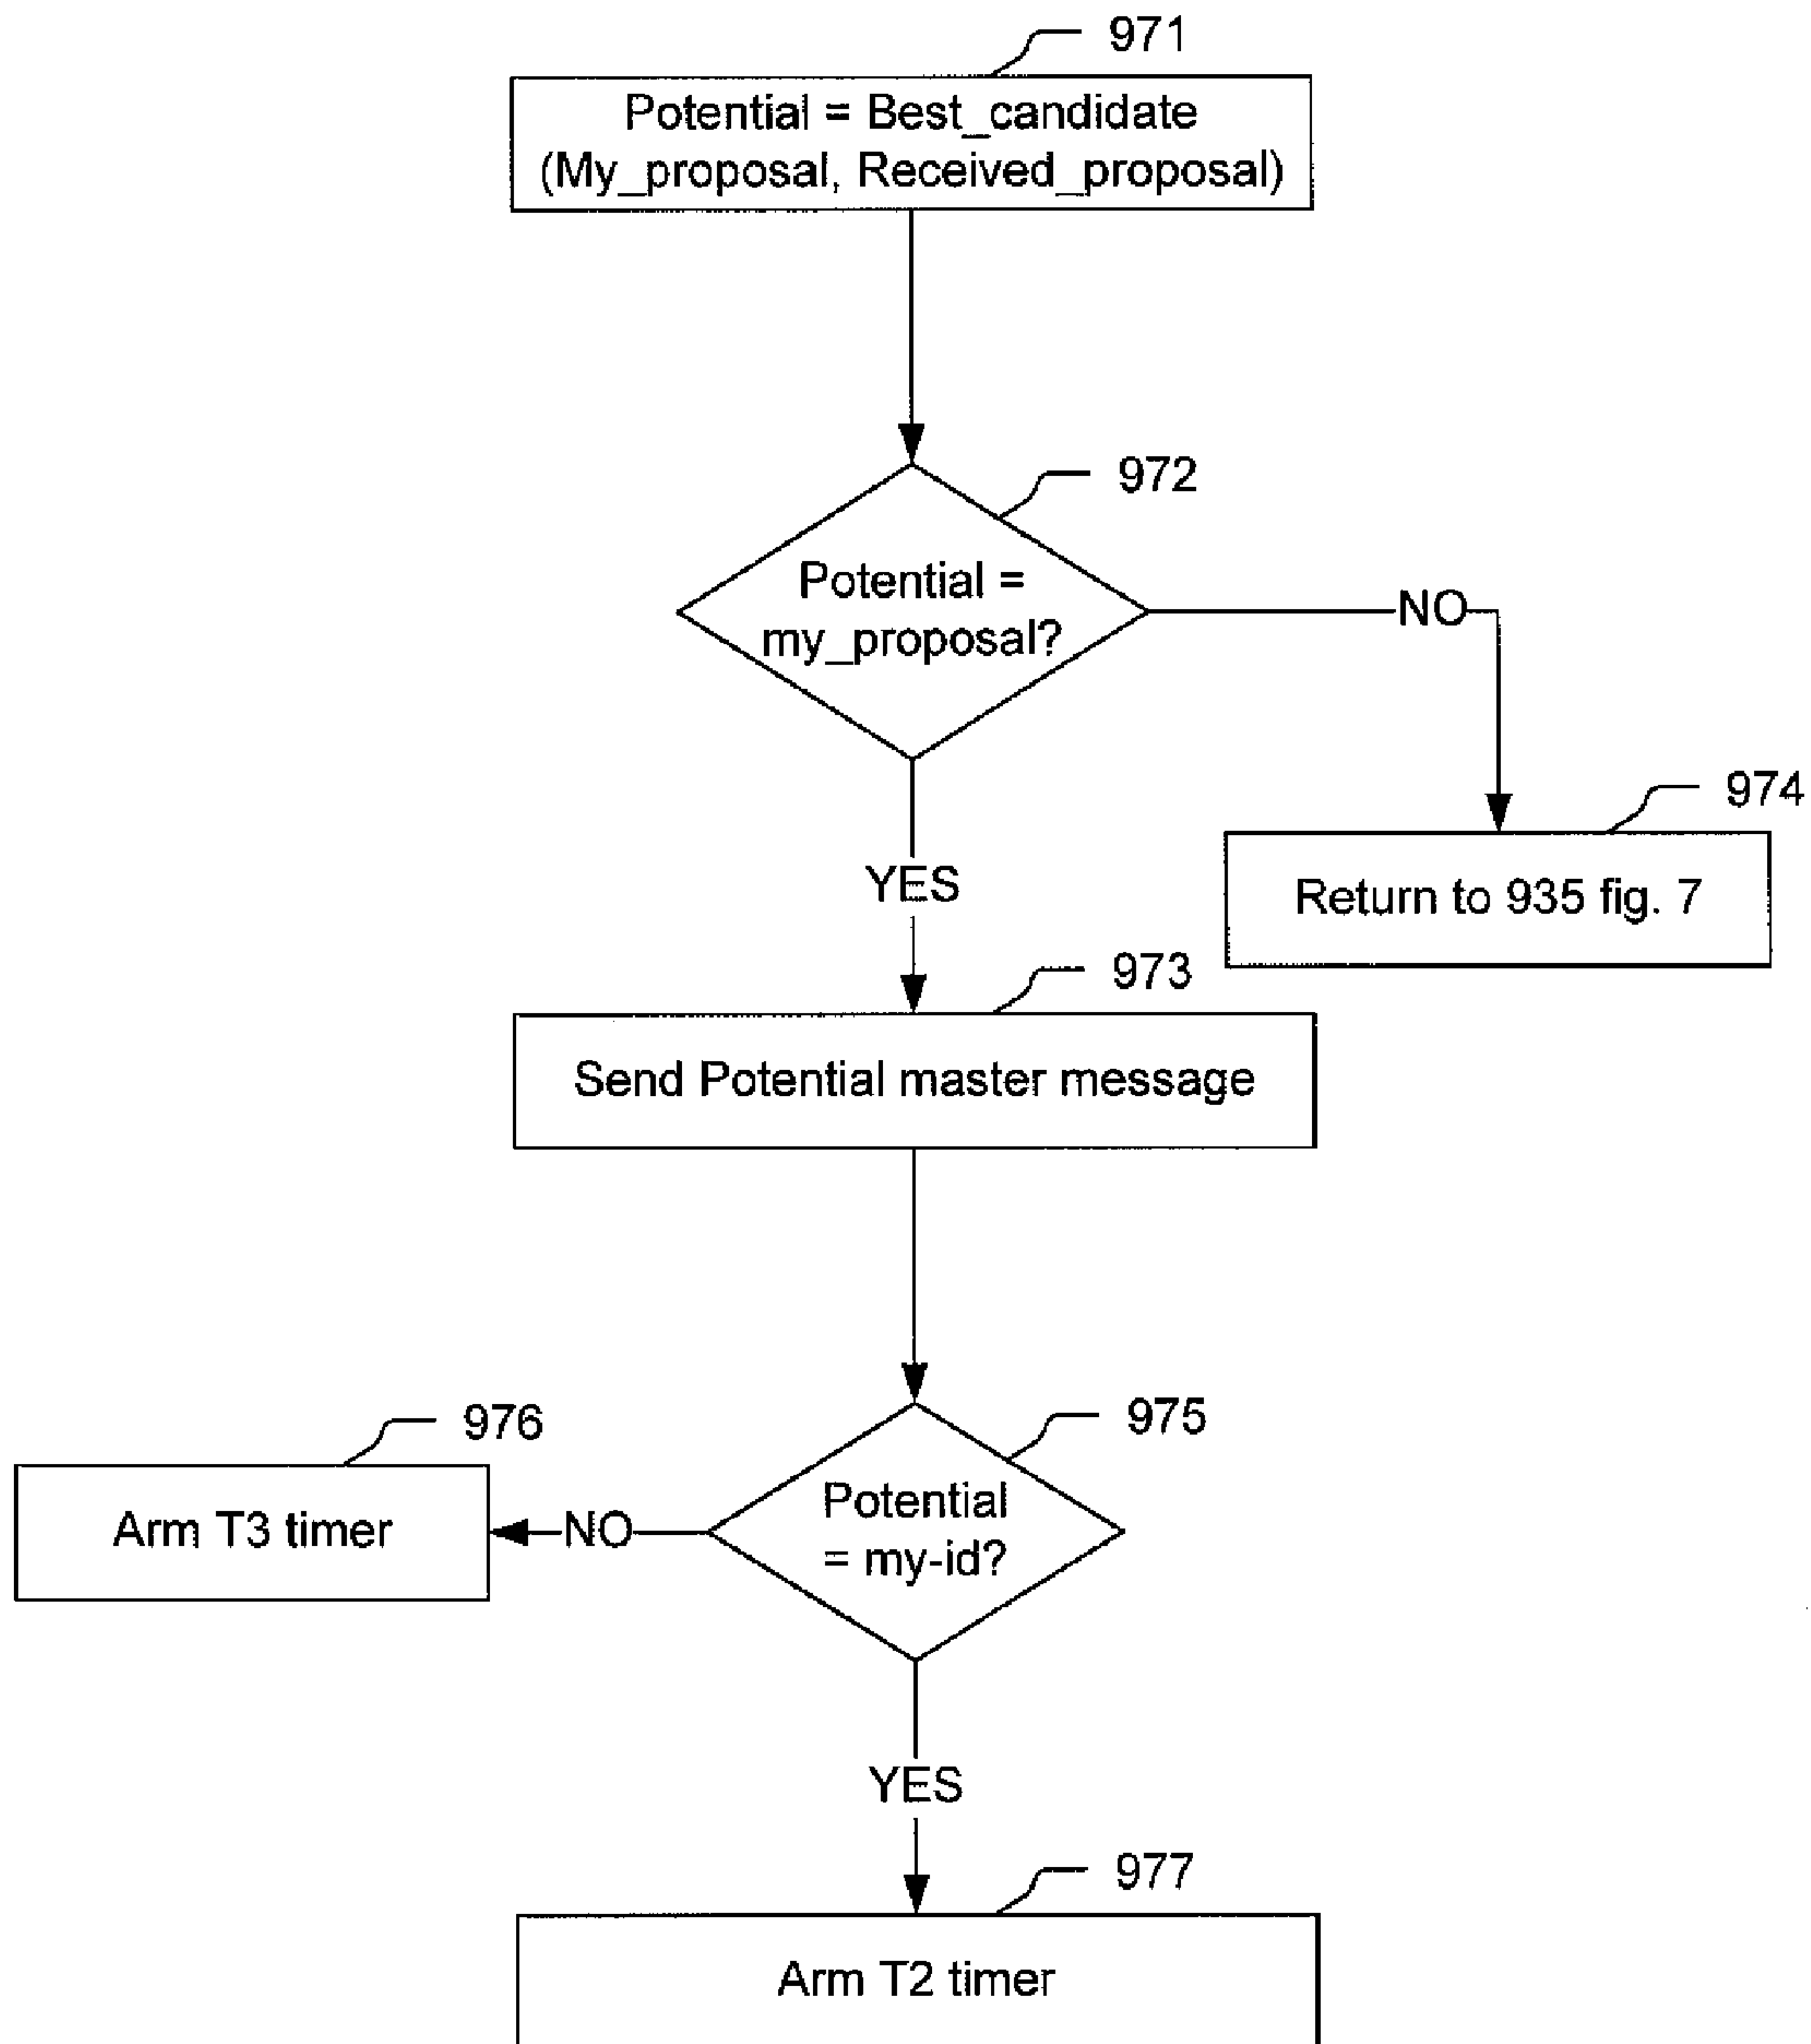 971
Potential = Best_candidate
(My_proposal, Received_proposal)
972
Potential =
my_proposal?
NO
974
Return to 935 fig. 7
YES
973
Send Potential master message
975
Potential
= my-id?
976
Arm T3 timer
NO
YES
977
Arm T2 timer